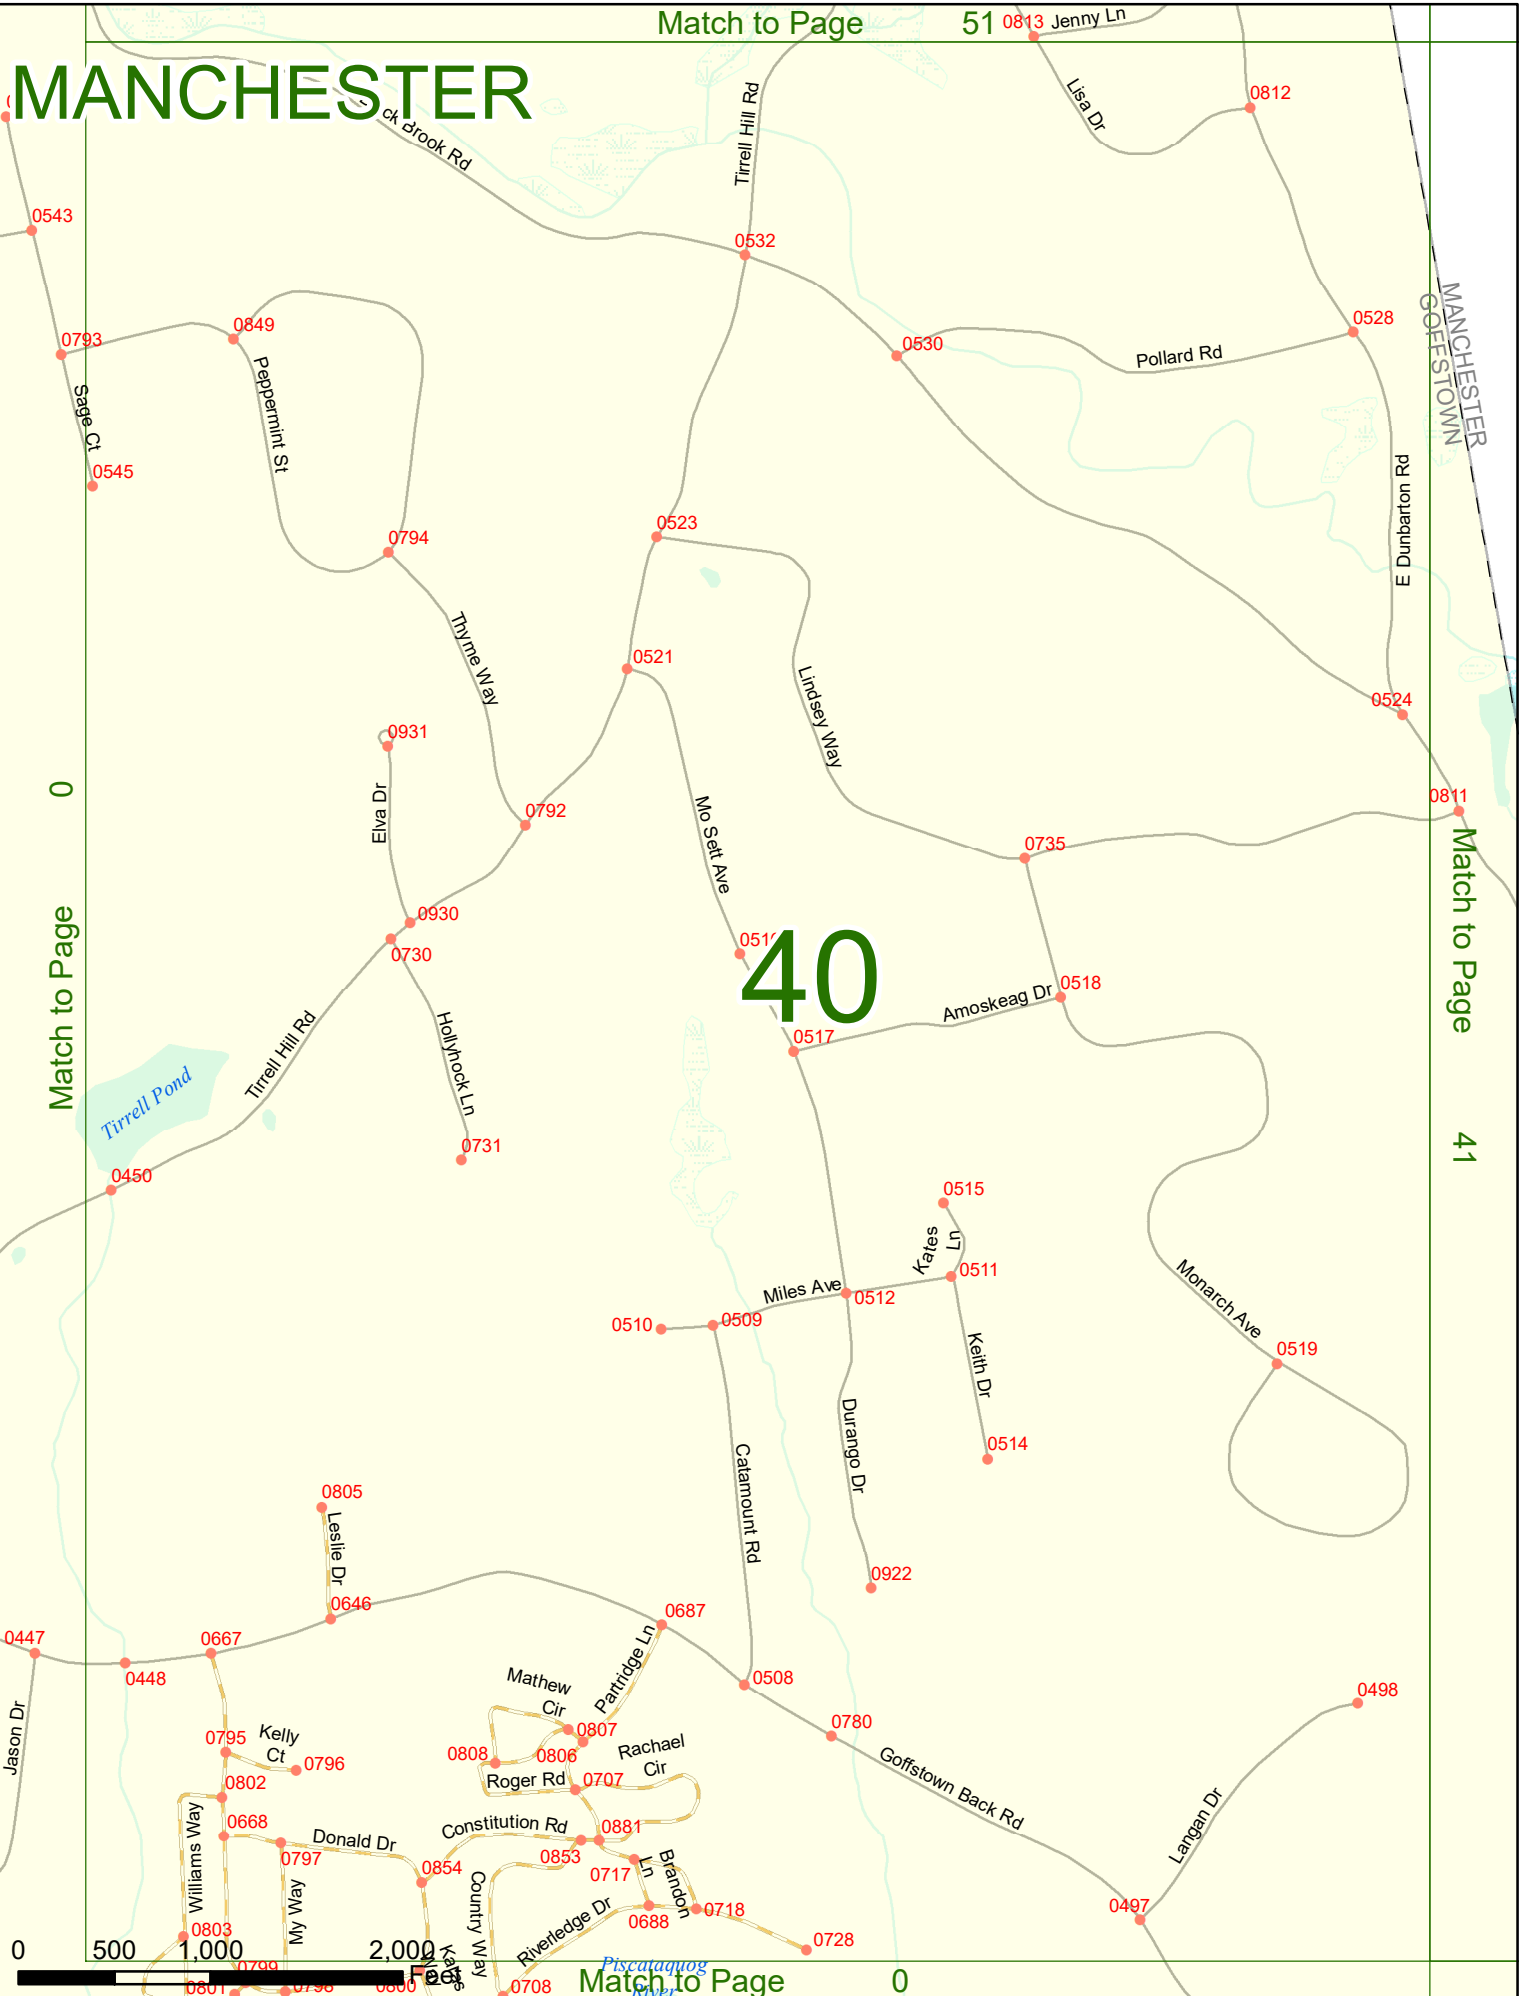 Match to Page 51
0813 Jenny Ln
MANCHESTER
Lisa Dr
0812
ck Brook Rd
Tirrell Hill Rd
0543
0532
0793
0849
0530
Pollard Rd
0528
MANCHESTER
GOFFSTOWN
Sage Ct
Peppermint St
0545
E Dunbarton Rd
0794
0523
Thyme Way
0521
Lindsey Way
0524
0931
Elva Dr
0
Match to Page
0792
Mo Sett Ave
0811
Match to Page
41
0735
0930
0730
40
0518
Amoskeag Dr
0517
Tirrell Hill Rd
Hollyhock Ln
Tirrell Pond
0731
0450
0515
Kates
Ln
0511
Miles Ave
0512
0510
0509
Monarch Ave
0519
Keith Dr
Durango Dr
0514
Catamount Rd
0805
Leslie Dr
0922
0646
0687
0447
0667
0448
Partridge Ln
0508
Mathew
Cir
0498
Jason Dr
0795
Kelly
Ct
0796
0807
0780
0808
0806
Rachael
Cir
Roger Rd
0707
Goffstown Back Rd
0802
Williams Way
0668
Donald Dr
0797
Constitution Rd
0881
0853
Langan Dr
0854
0717
Ln
Brandon
My Way
Country Way
Riverledge Dr
0688
0718
0497
0803
0728
0
500
1,000
2,000
Feet
Kates
0799
0801
0798
0800
0708
Piscataquog
River
Match to Page 0